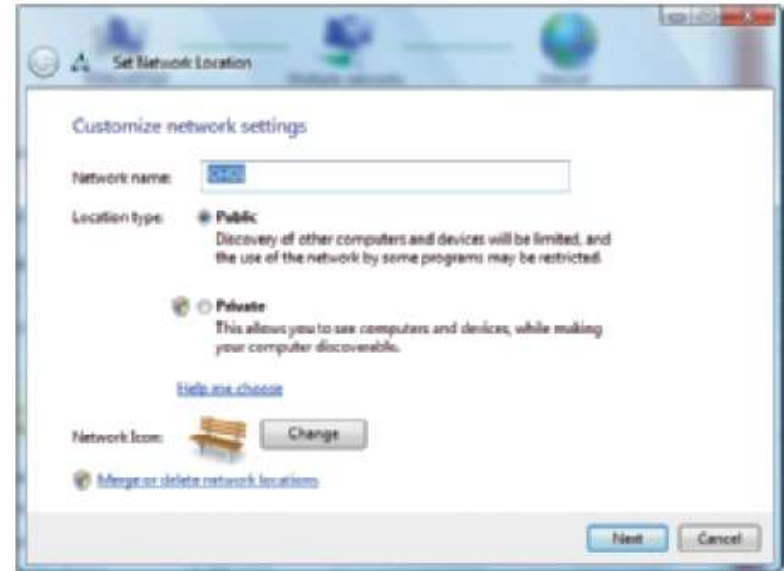 Set Network Location
Customize network settings
Network name:
Location type:
Public
Discovery of other computers and devices will be limited, and
the use of the network by some programs may be restricted.
Private
This allows you to see computers and devices, while making
your computer discoverable.
Help me choose
Network Icon:
Change
Merge or delete network locations
Next
Cancel